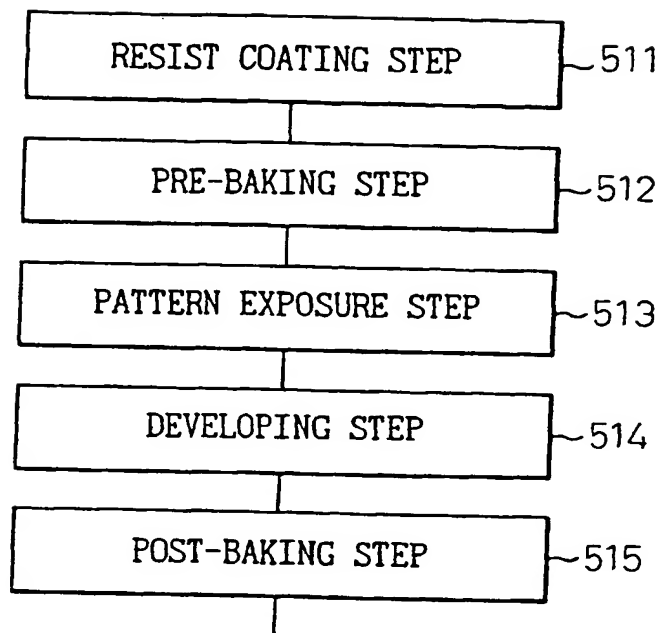 RESIST COATING STEP 511
PRE-BAKING STEP 512
PATTERN EXPOSURE STEP 513
DEVELOPING STEP 514
POST-BAKING STEP 515